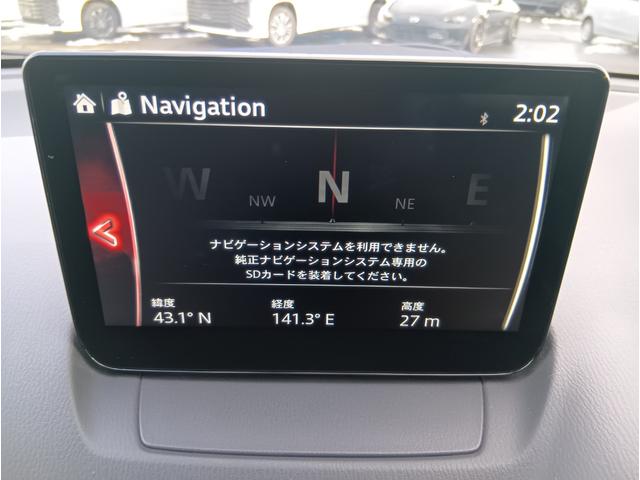 Navigation 2:02
W NW N NE E
ナビゲーションシステムを利用できません。
純正ナビゲーションシステム専用の
SDカードを装着してください。
緯度 経度 高度
43.1° N 141.3° E 27 m